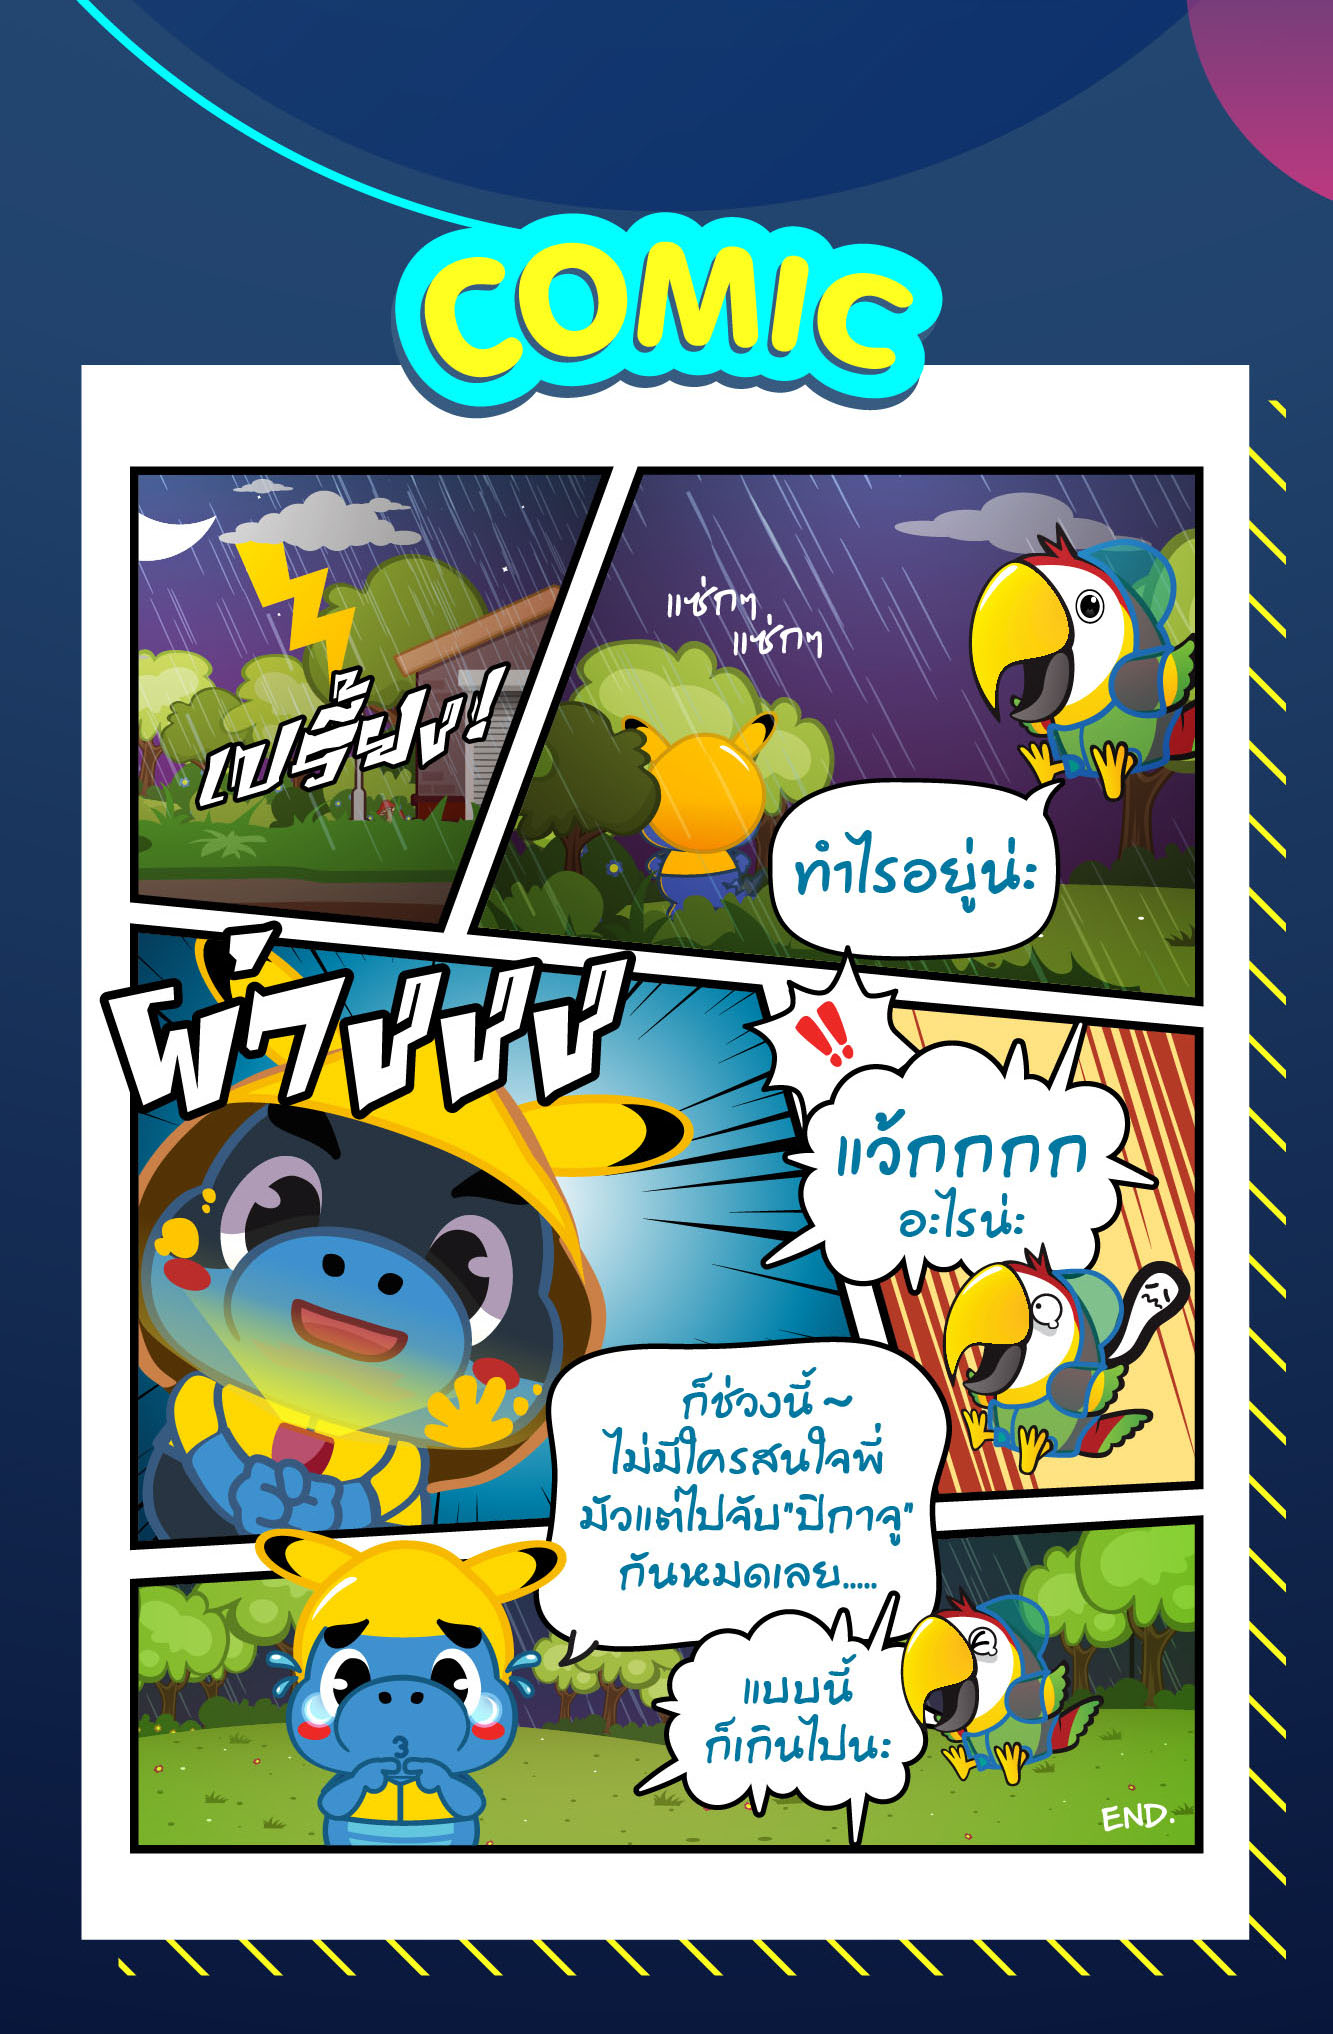 COMIC
เปรี้ยง!
แซ่กๆ
แซ่กๆ
ทำไรอยู่น่ะ
ผ่างงง
!!
แว้กกกก
อะไรน่ะ
ก็ช่วงนี้ ~
ไม่มีใครสนใจพี่
มัวแต่ไปจับ"ปิกาจู"
กันหมดเลย.....
แบบนี้
ก็เกินไปนะ
END.